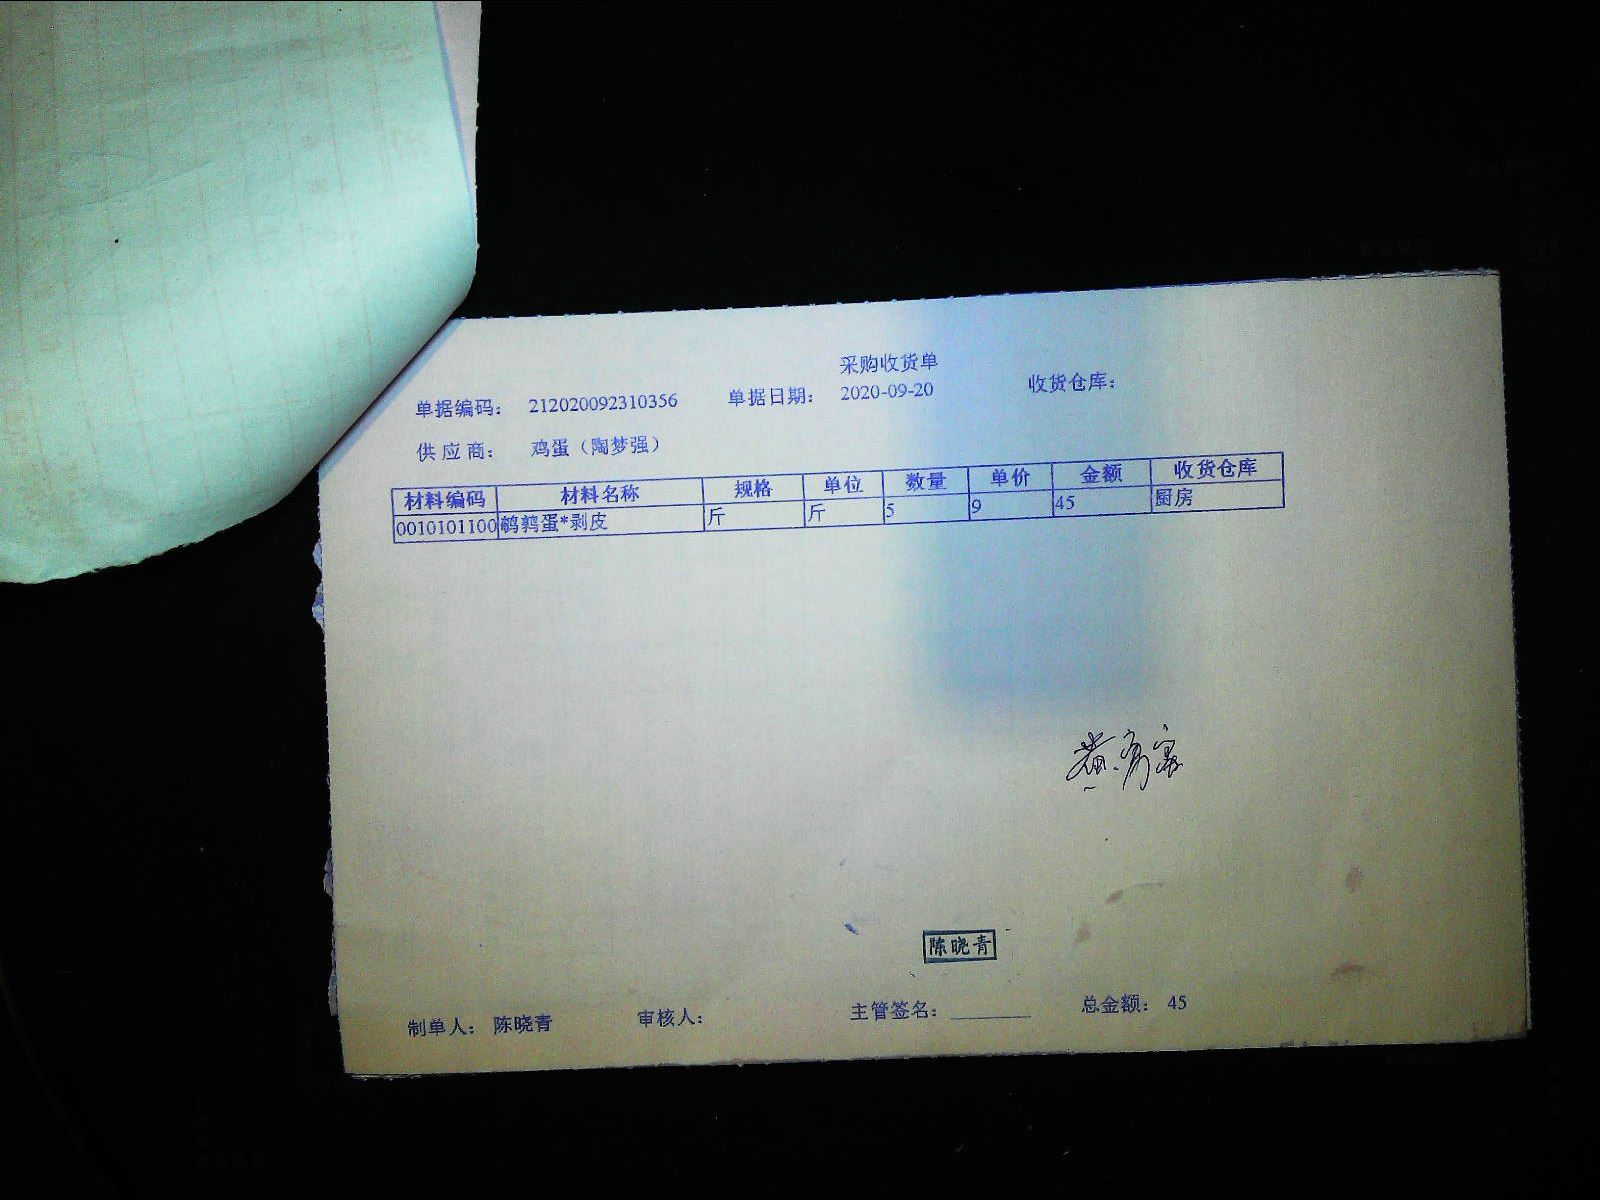 采购收货单
单据编码： 212020092310356 单据日期： 2020-09-20 收货仓库：
供应商： 鸡蛋（陶梦强）
材料编码 材料名称 规格 单位 数量 单价 金额 收货仓库
0010101100 鹌鹑蛋*剥皮 斤 斤 5 9 45 厨房
陈晓青
制单人： 陈晓青 审核人： 主管签名： 总金额： 45